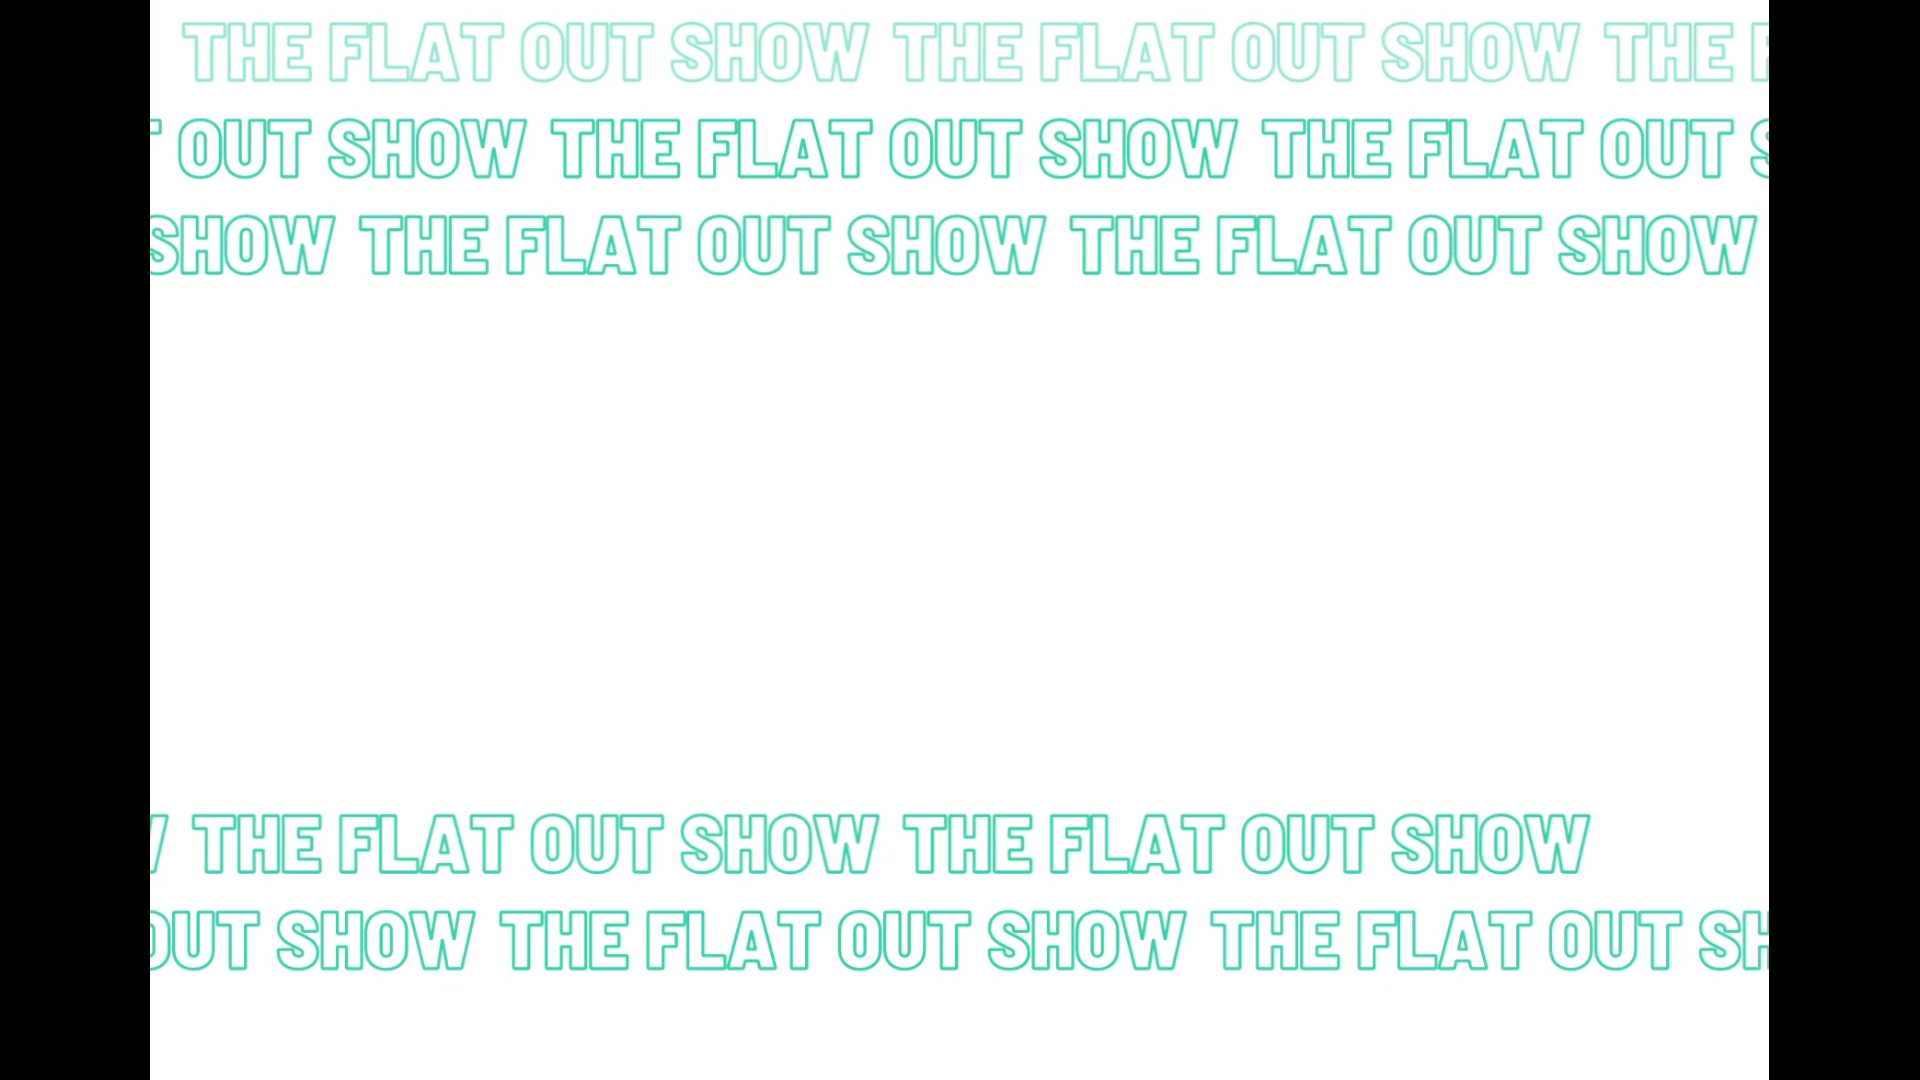 THE FLAT OUT SHOW THE FLAT OUT SHOW THE
OUT SHOW THE FLAT OUT SHOW THE FLAT OUT
SHOW THE FLAT OUT SHOW THE FLAT OUT SHOW
THE FLAT OUT SHOW THE FLAT OUT SHOW
OUT SHOW THE FLAT OUT SHOW THE FLAT OUT SH